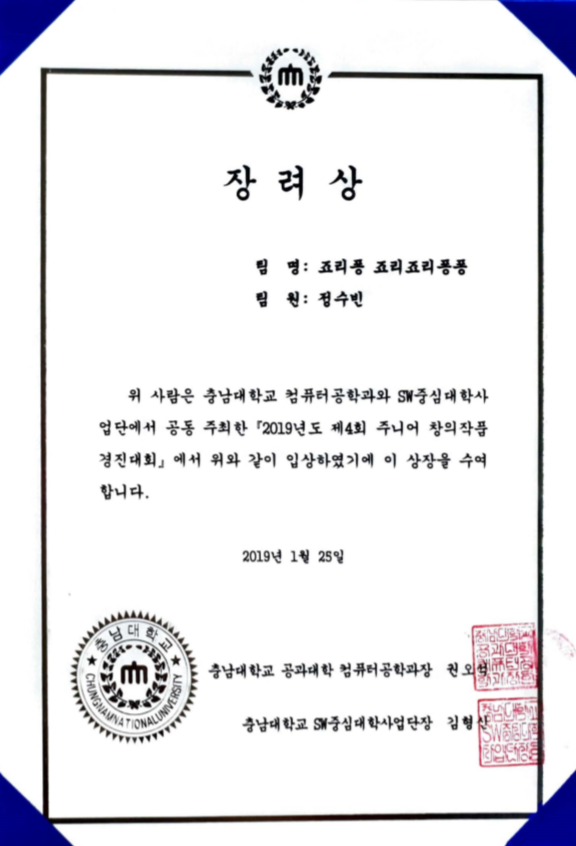 장 려 상
팀 명: 죠리퐁 죠리죠리퐁퐁
팀 원: 정수빈
위 사람은 충남대학교 컴퓨터공학과와 SW중심대학사
업단에서 공동 주최한 『2019년도 제4회 주니어 창의작품
경진대회』에서 위와 같이 입상하였기에 이 상장을 수여
합니다.
2019년 1월 25일
충남대학교
CHUNGNAM NATIONAL UNIVERSITY
충남대학교 공과대학 컴퓨터공학과장 권오석
충남대학교 SW중심대학사업단장 김형신